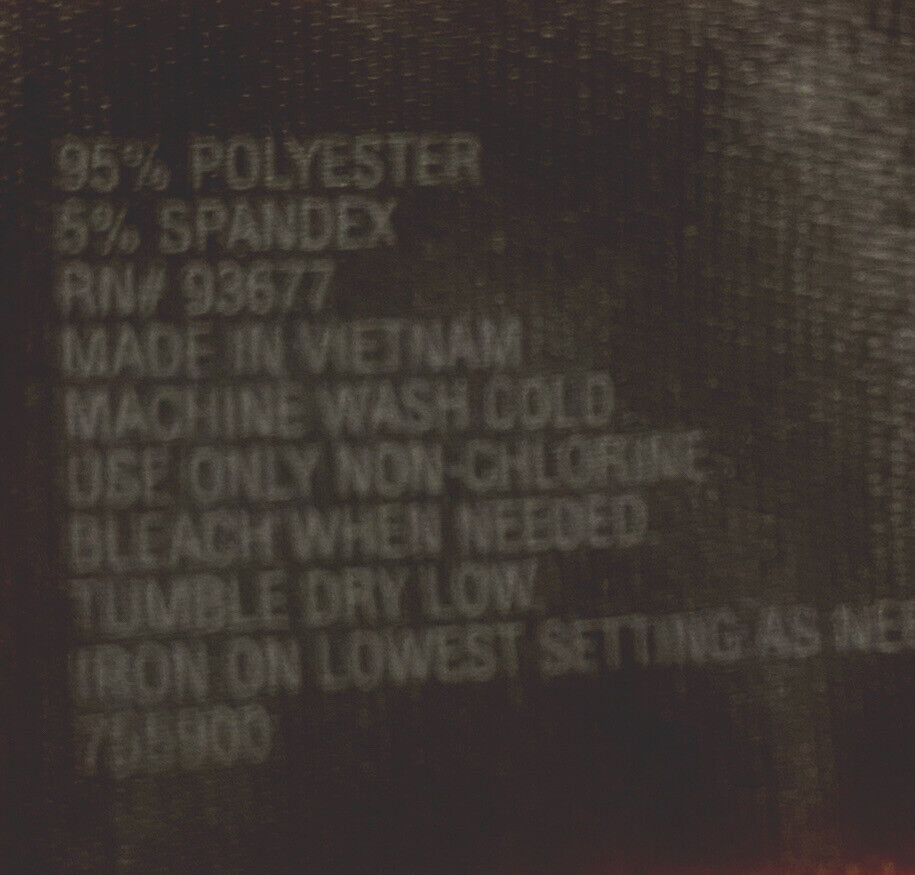 95% POLYESTER
5% SPANDEX
RN# 93677
MADE IN VIETNAM
MACHINE WASH COLD
USE ONLY NON-CHLORINE
BLEACH WHEN NEEDED.
TUMBLE DRY LOW
IRON ON LOWEST SETTING AS